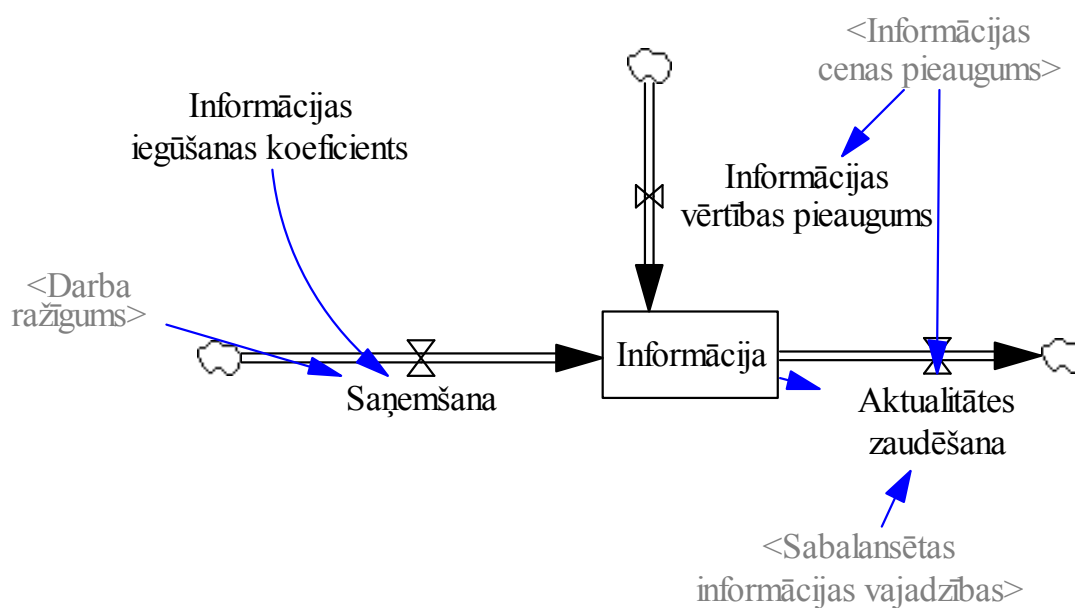 <Informācijas
cenas pieaugums>
Informācijas
iegūšanas koeficients
Informācijas
vērtības pieaugums
<Darba
ražīgums>
Informācija
Saņemšana
Aktualitātes
zaudēšana
<Sabalansētas
informācijas vajadzības>